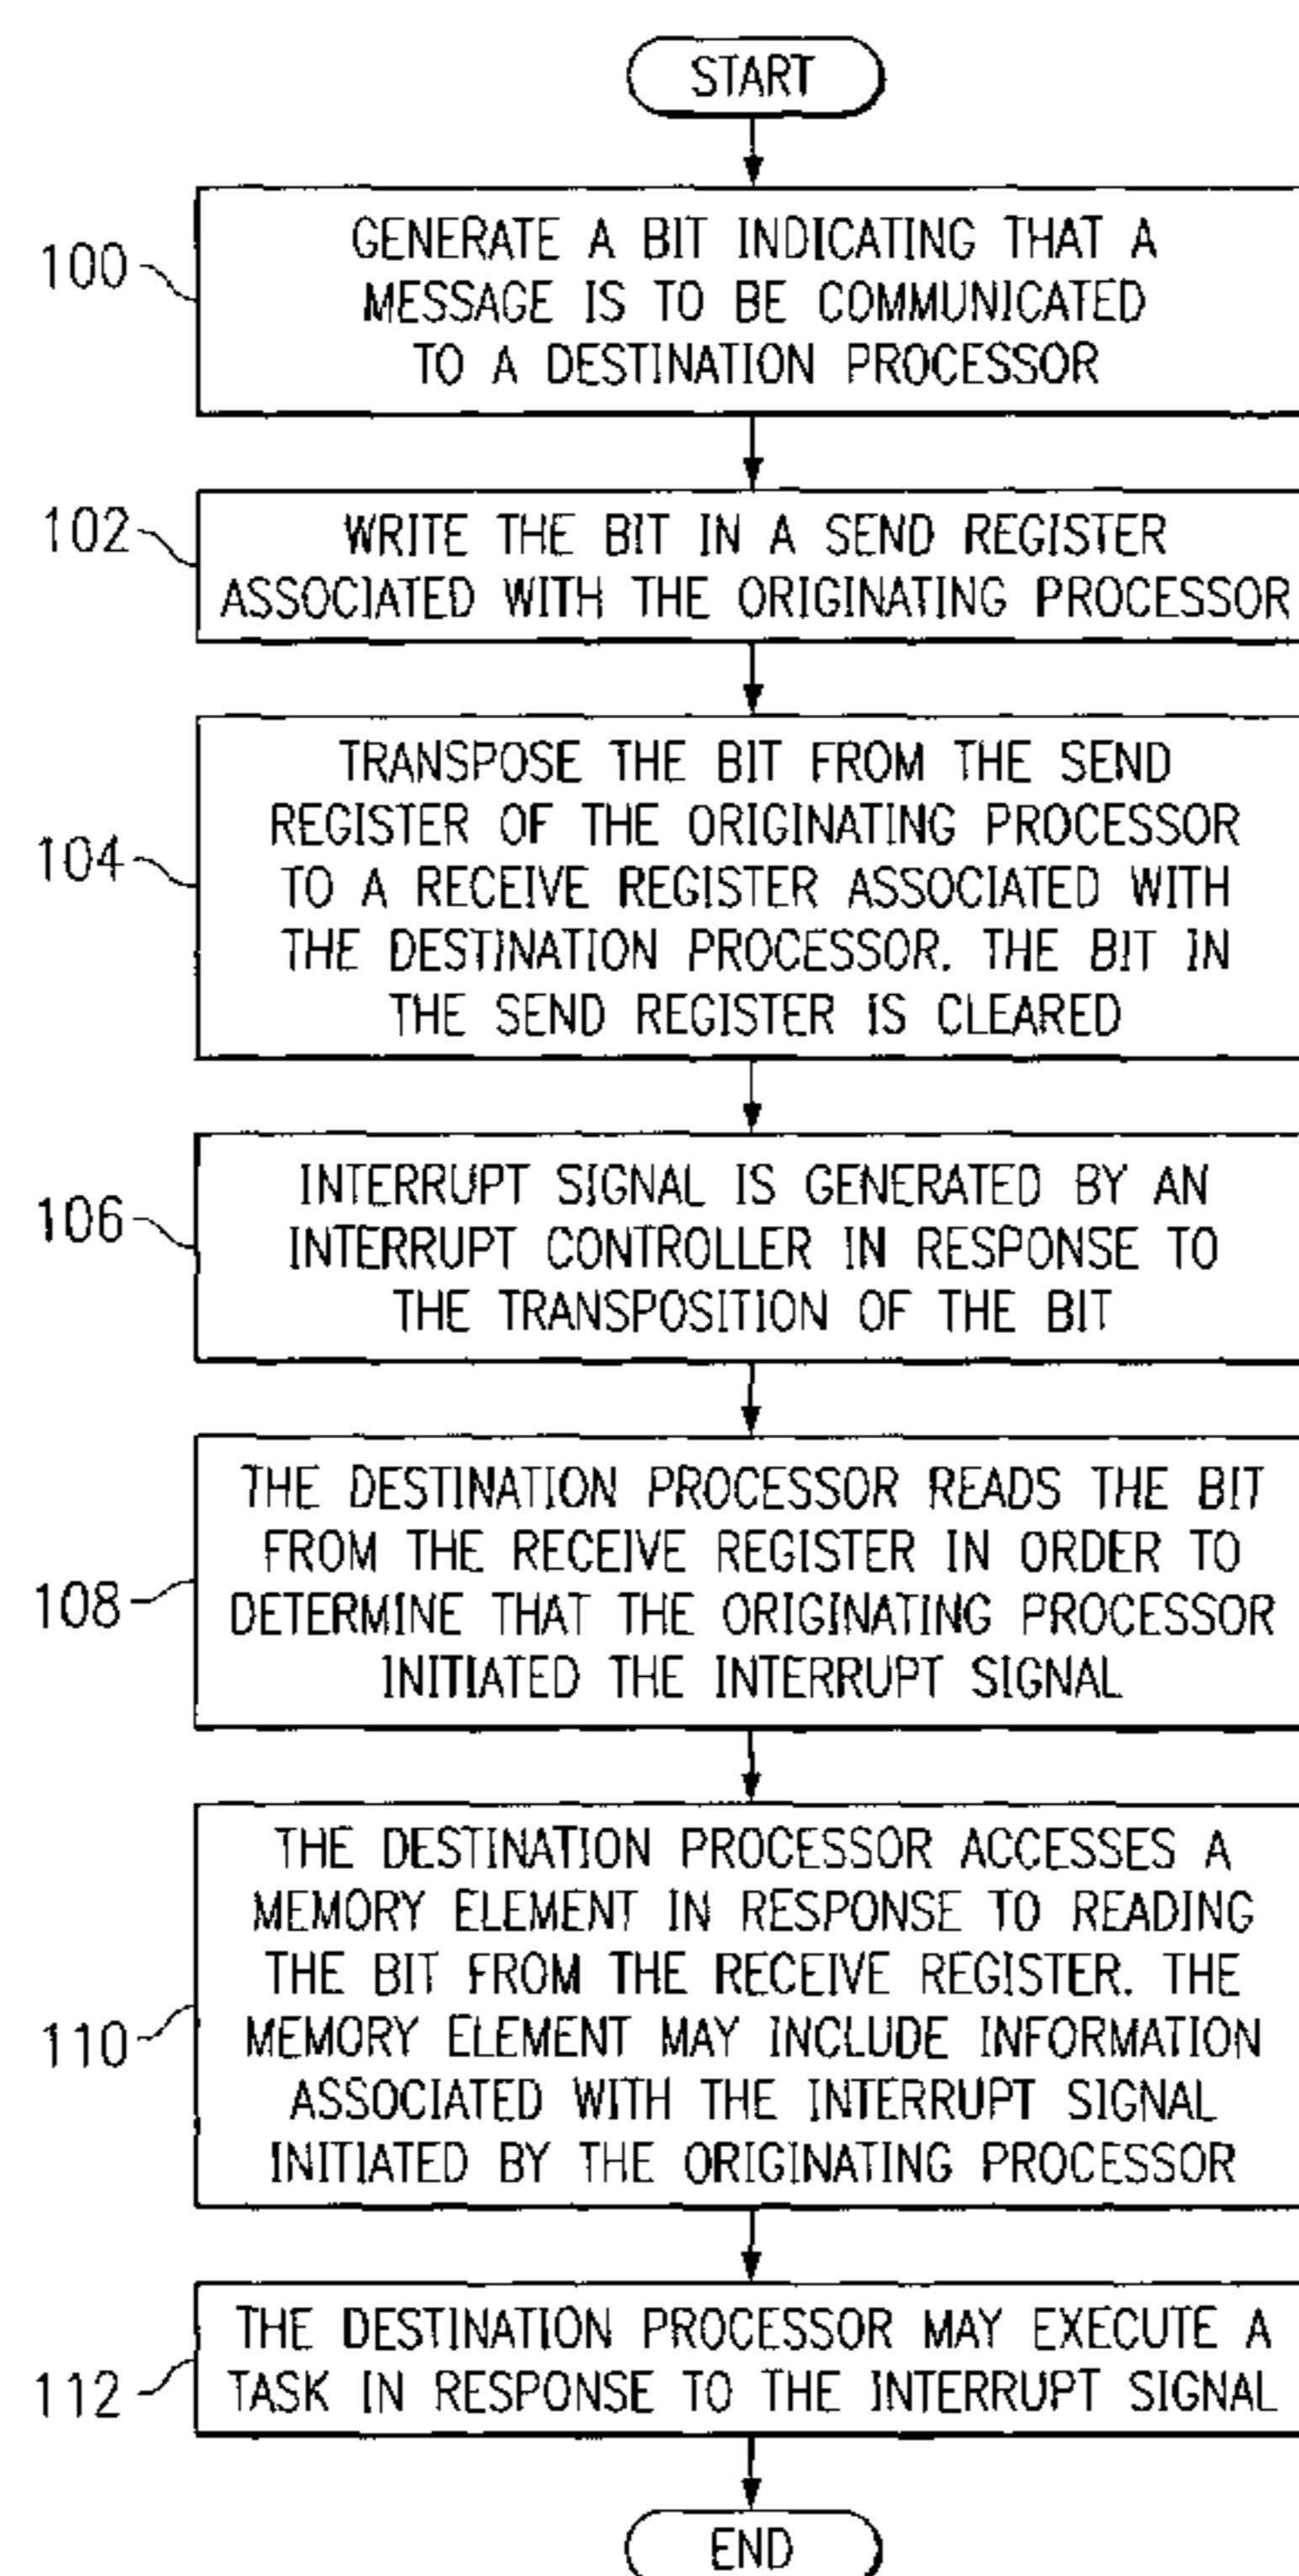 START
100
GENERATE A BIT INDICATING THAT A
MESSAGE IS TO BE COMMUNICATED
TO A DESTINATION PROCESSOR
102
WRITE THE BIT IN A SEND REGISTER
ASSOCIATED WITH THE ORIGINATING PROCESSOR
104
TRANSPOSE THE BIT FROM THE SEND
REGISTER OF THE ORIGINATING PROCESSOR
TO A RECEIVE REGISTER ASSOCIATED WITH
THE DESTINATION PROCESSOR. THE BIT IN
THE SEND REGISTER IS CLEARED
106
INTERRUPT SIGNAL IS GENERATED BY AN
INTERRUPT CONTROLLER IN RESPONSE TO
THE TRANSPOSITION OF THE BIT
108
THE DESTINATION PROCESSOR READS THE BIT
FROM THE RECEIVE REGISTER IN ORDER TO
DETERMINE THAT THE ORIGINATING PROCESSOR
INITIATED THE INTERRUPT SIGNAL
110
THE DESTINATION PROCESSOR ACCESSES A
MEMORY ELEMENT IN RESPONSE TO READING
THE BIT FROM THE RECEIVE REGISTER. THE
MEMORY ELEMENT MAY INCLUDE INFORMATION
ASSOCIATED WITH THE INTERRUPT SIGNAL
INITIATED BY THE ORIGINATING PROCESSOR
112
THE DESTINATION PROCESSOR MAY EXECUTE A
TASK IN RESPONSE TO THE INTERRUPT SIGNAL
END